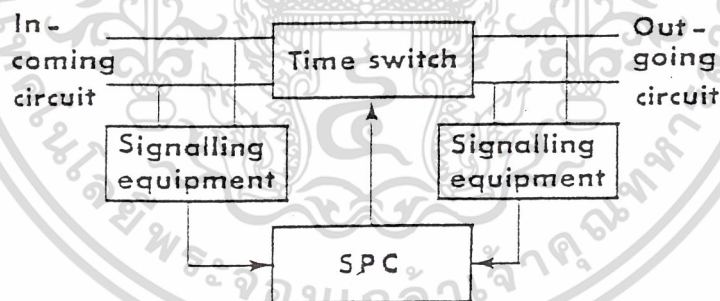 In-
coming
circuit
Time switch
Out-
going
circuit
Signalling
equipment
Signalling
equipment
SPC